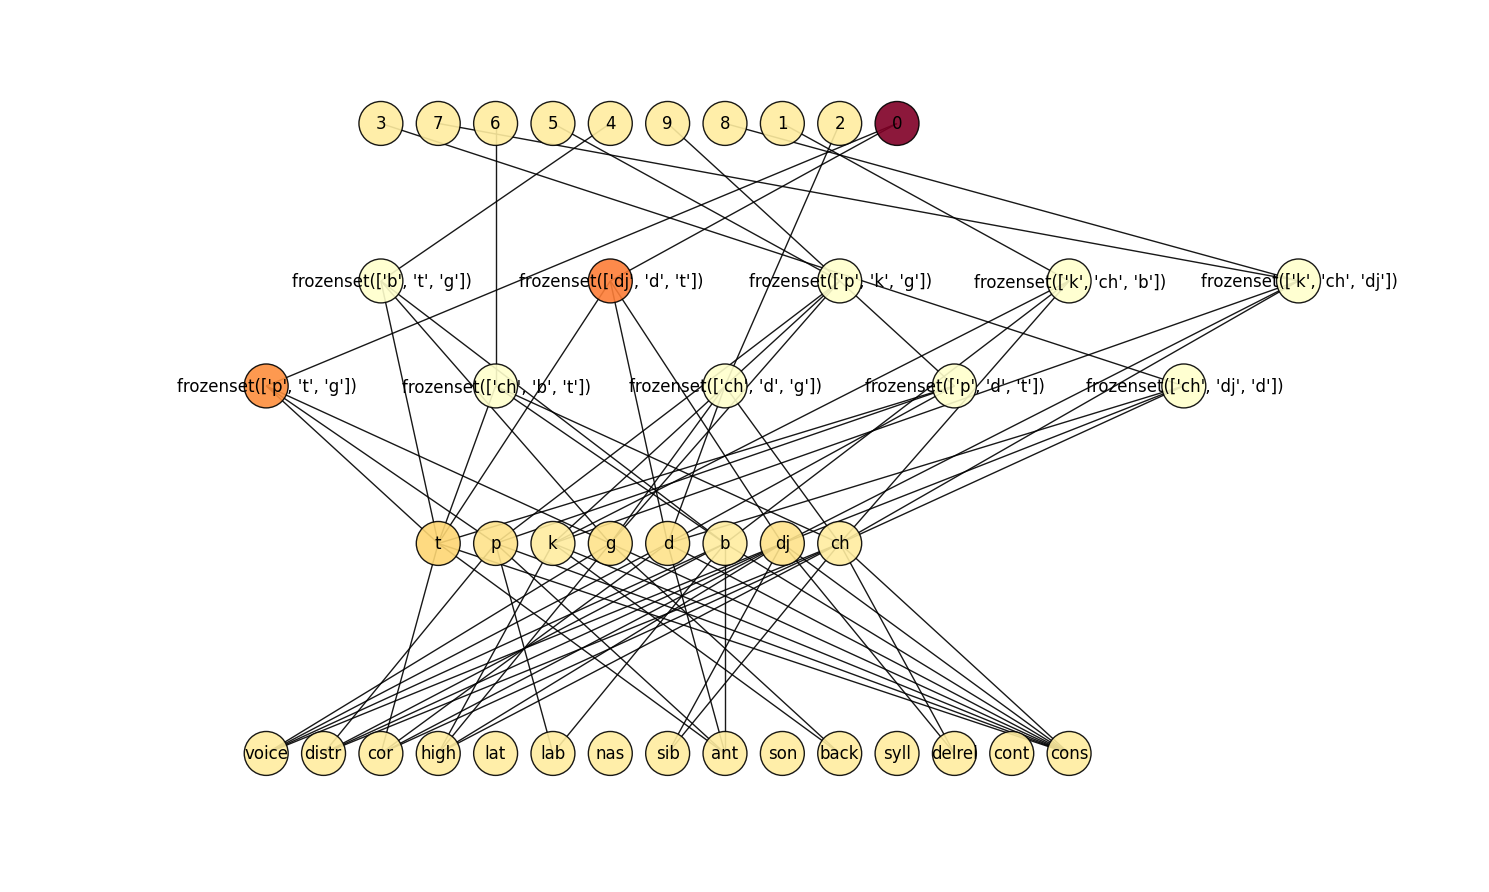 3 7 6 5 4 9 8 1 2 0
frozenset(['b', 't', 'g']) frozenset(['dj', 'd', 't']) frozenset(['p', 'k', 'g']) frozenset(['k', 'ch', 'b']) frozenset(['k', 'ch', 'dj'])
frozenset(['p', 't', 'g']) frozenset(['ch', 'b', 't']) frozenset(['ch', 'd', 'g']) frozenset(['p', 'd', 't']) frozenset(['ch', 'dj', 'd'])
t p k g d b dj ch
voice distr cor high lat lab nas sib ant son back syll delrel cont cons